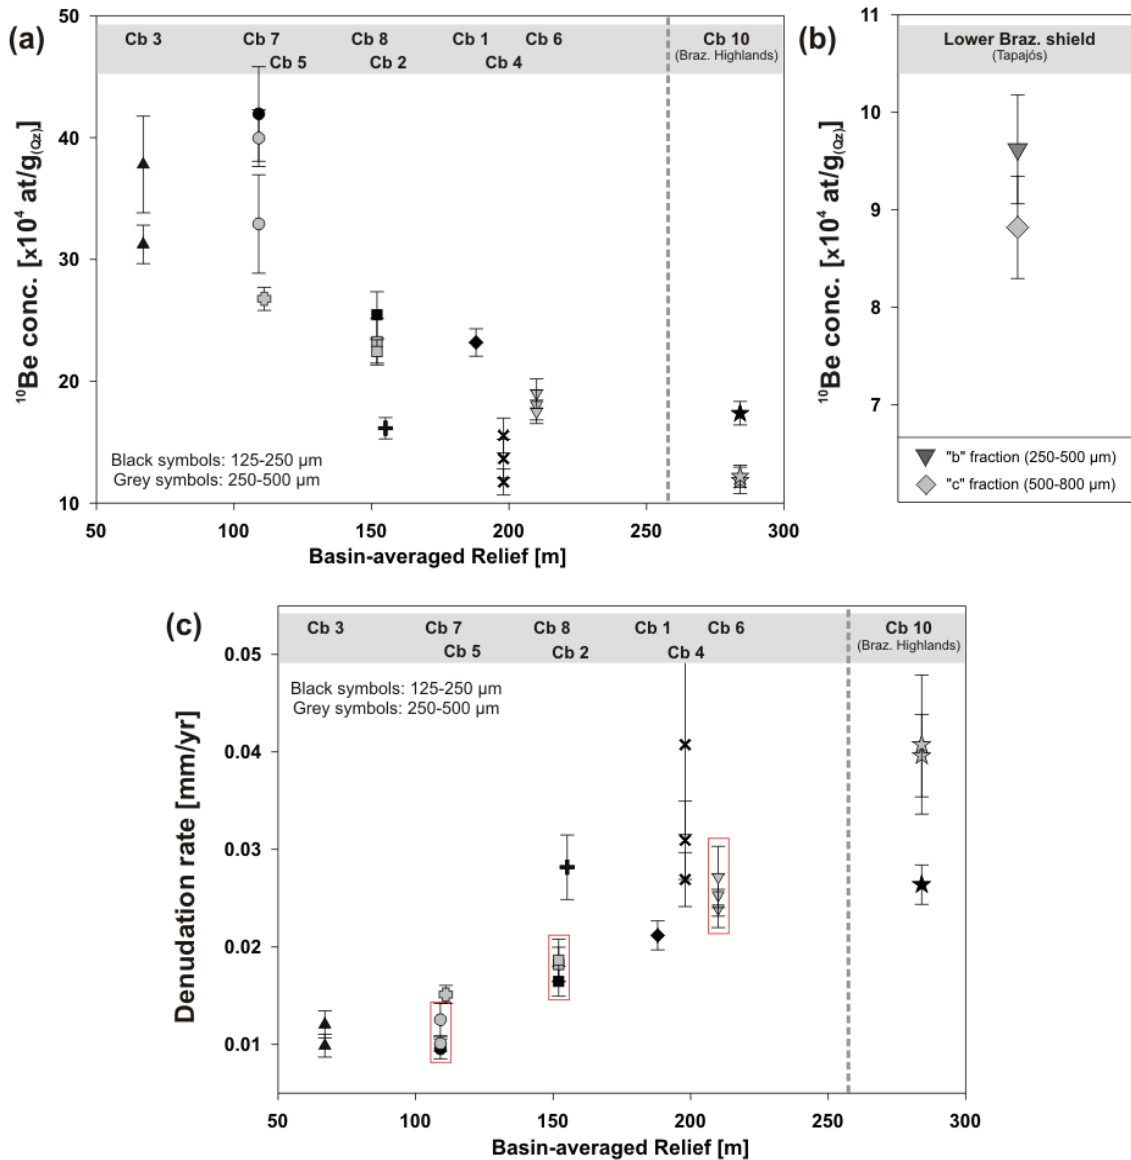 (a)
50
40
30
20
10
¹⁰Be conc. [x10⁴ at/g(Qz)]
Cb 3
Cb 7
Cb 5
Cb 8
Cb 2
Cb 1
Cb 4
Cb 6
Cb 10
(Braz. Highlands)
Black symbols: 125-250 µm
Grey symbols: 250-500 µm
50 100 150 200 250 300
Basin-averaged Relief [m]
(b)
11
10
9
8
7
¹⁰Be conc. [x10⁴ at/g(Qz)]
Lower Braz. shield
(Tapajós)
"b" fraction (250-500 µm)
"c" fraction (500-800 µm)
(c)
0.05
0.04
0.03
0.02
0.01
Denudation rate [mm/yr]
Cb 3
Cb 7
Cb 5
Cb 8
Cb 2
Cb 1
Cb 4
Cb 6
Cb 10
(Braz. Highlands)
Black symbols: 125-250 µm
Grey symbols: 250-500 µm
50 100 150 200 250 300
Basin-averaged Relief [m]